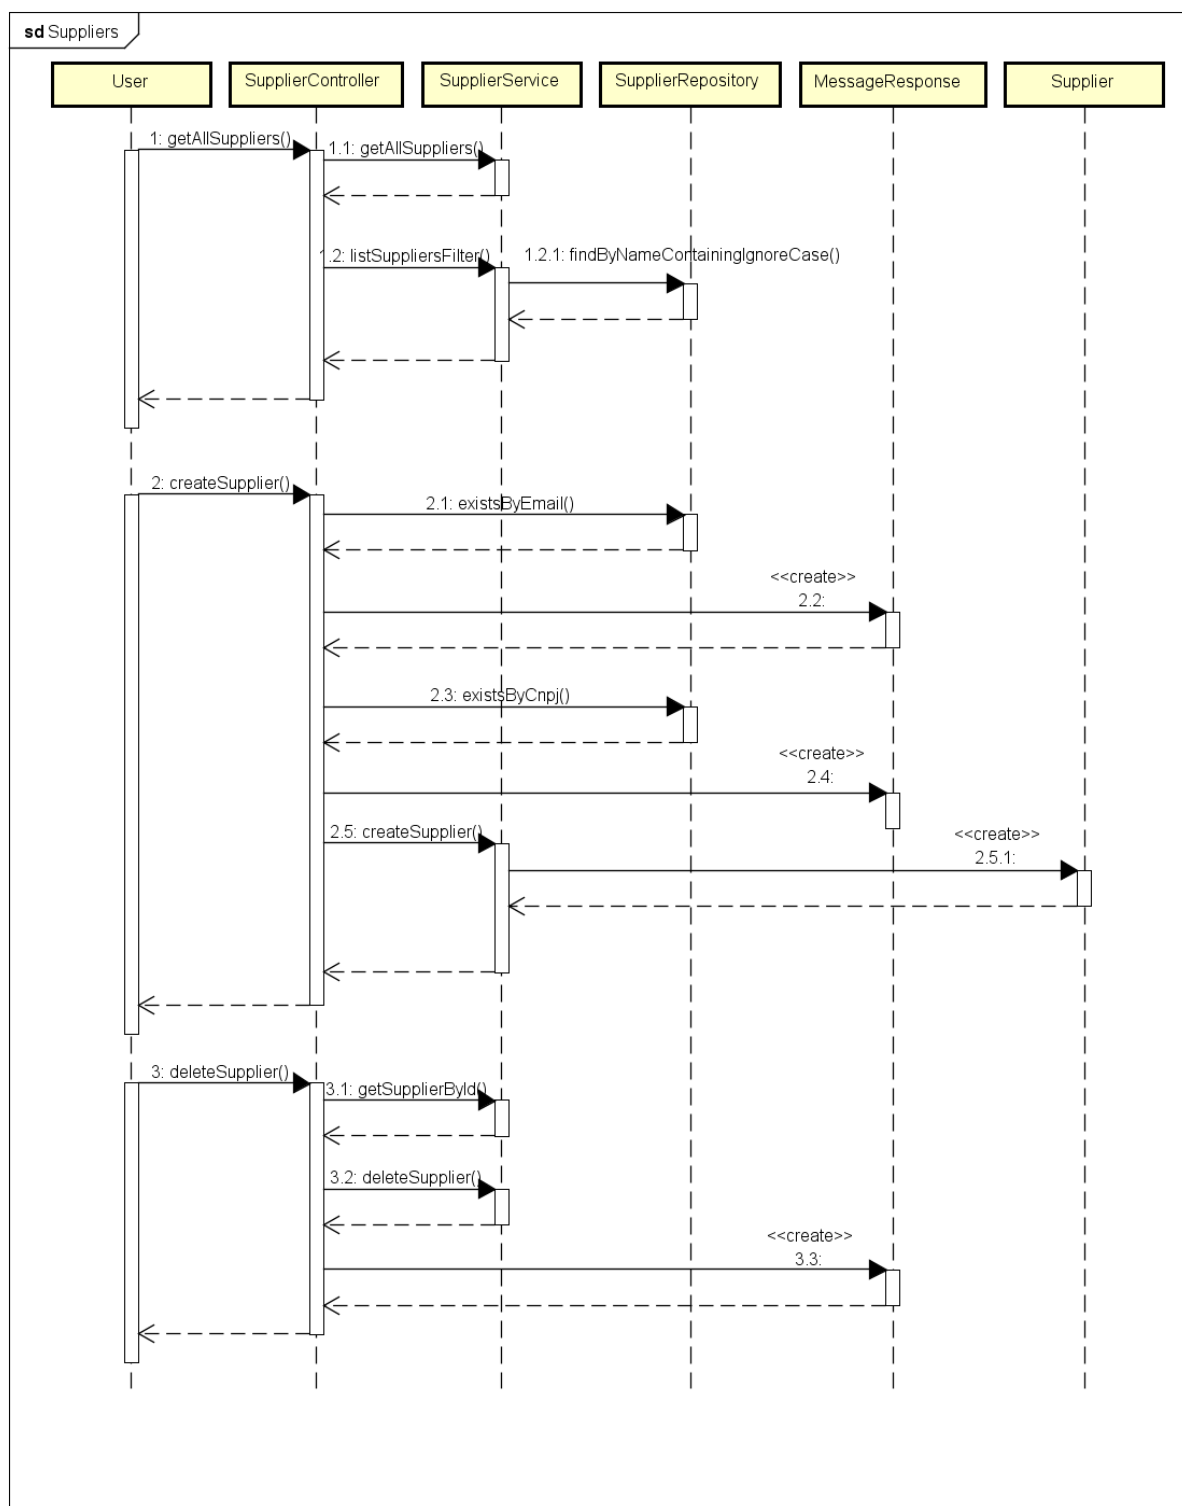 sd Suppliers
User
SupplierController
SupplierService
SupplierRepository
MessageResponse
Supplier
1: getAllSuppliers()
1.1: getAllSuppliers()
1.2: listSuppliersFilter()
1.2.1: findByNameContainingIgnoreCase()
2: createSupplier()
2.1: existsByEmail()
<<create>>
2.2:
2.3: existsByCnpj()
<<create>>
2.4:
2.5: createSupplier()
<<create>>
2.5.1:
3: deleteSupplier()
3.1: getSupplierById()
3.2: deleteSupplier()
<<create>>
3.3: